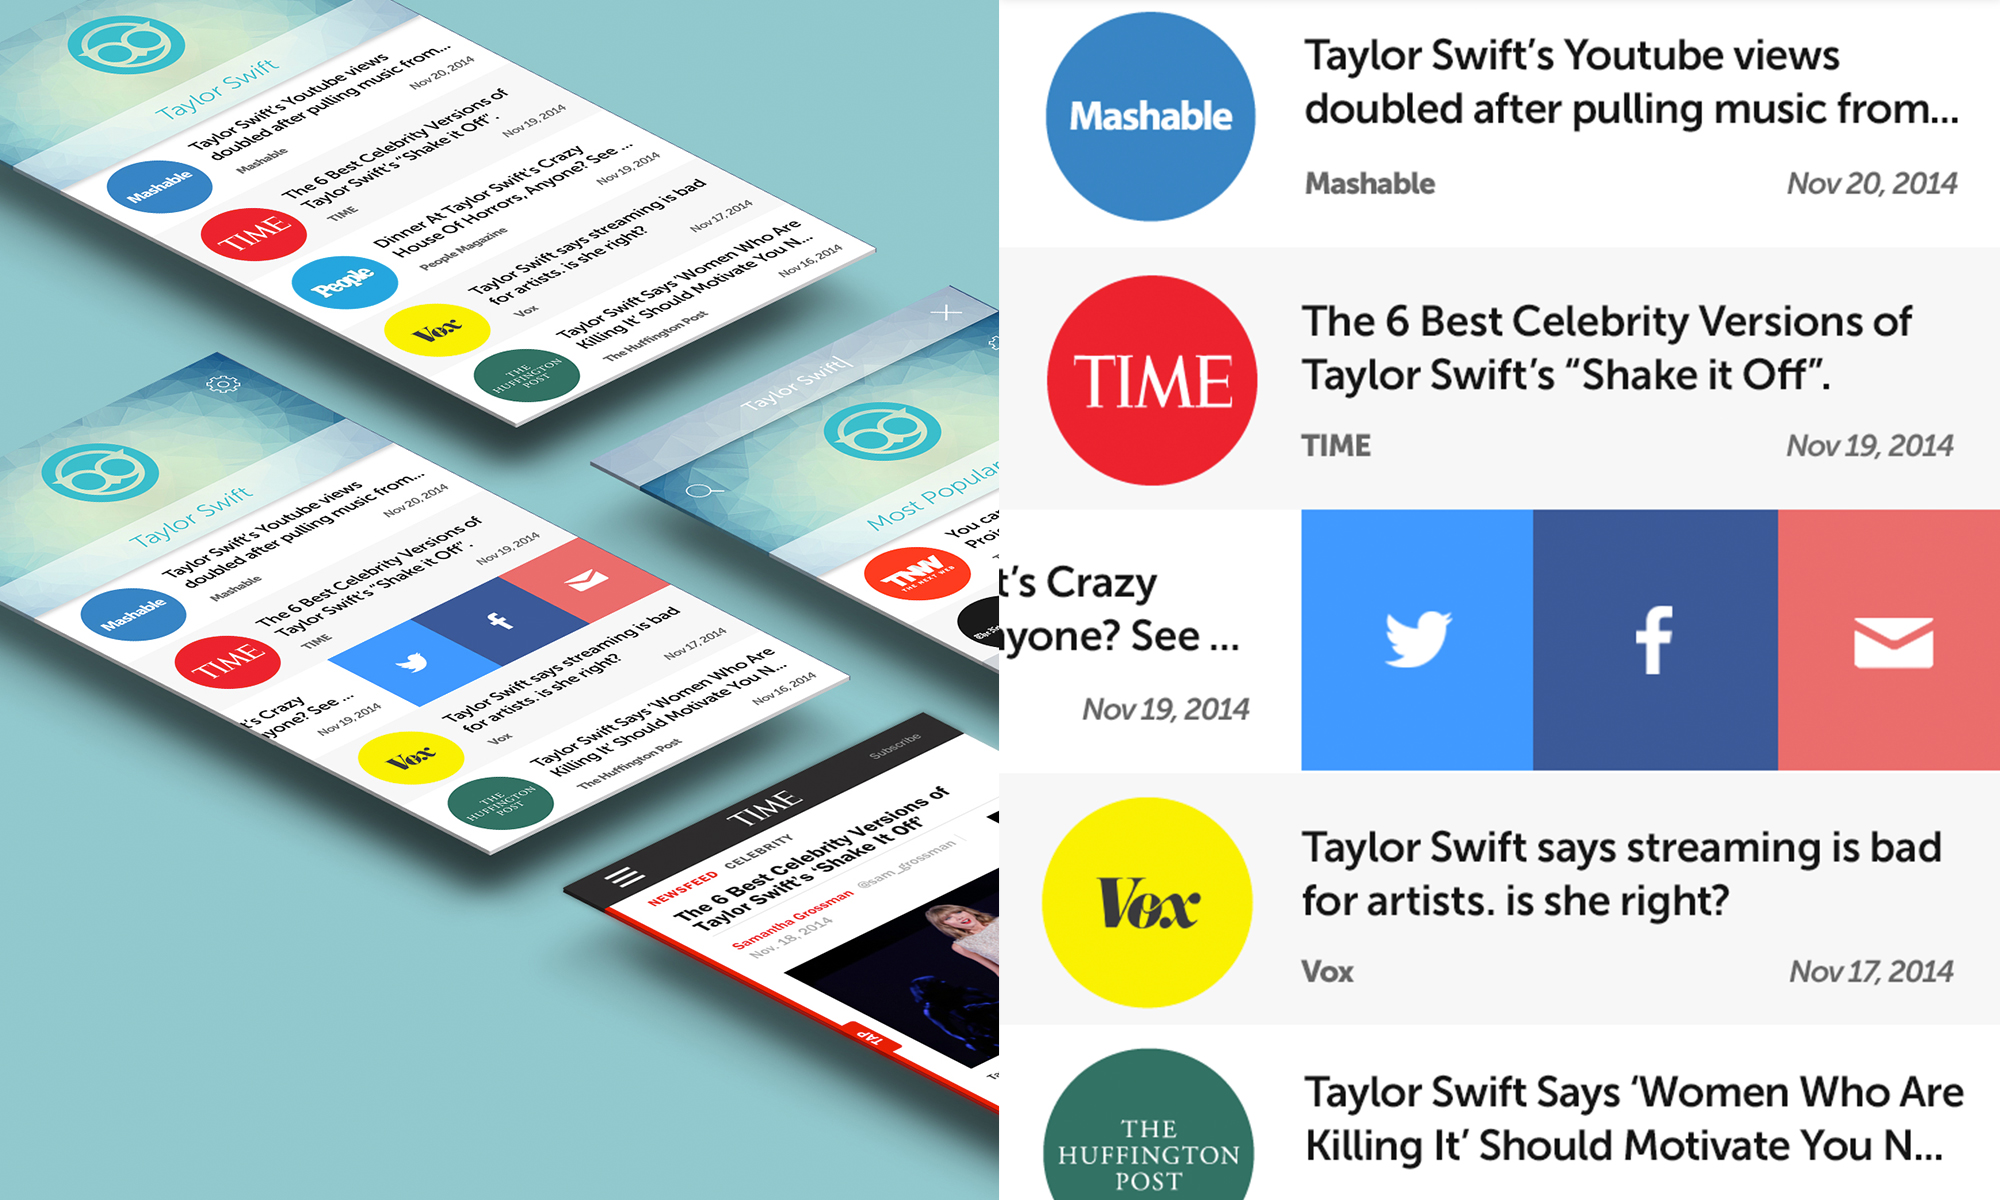 Taylor Swift
Taylor Swift's Youtube views
doubled after pulling music from...
Mashable
Mashable
Nov 20, 2014
The 6 Best Celebrity Versions of
Taylor Swift's “Shake it Off”.
TIME
TIME
Nov 19, 2014
Dinner At Taylor Swift's Crazy
House Of Horrors, Anyone? See ...
People
People Magazine
Nov 19, 2014
Taylor Swift says streaming is bad
for artists. is she right?
Vox
Vox
Nov 17, 2014
Taylor Swift Says ‘Women Who Are
Killing It’ Should Motivate You N...
THE
HUFFINGTON
POST
The Huffington Post
Nov 16, 2014
Taylor Swift
Taylor Swift's Youtube views
doubled after pulling music from...
Mashable
Mashable
Nov 20, 2014
The 6 Best Celebrity Versions of
Taylor Swift's “Shake it Off”.
TIME
TIME
Nov 19, 2014
t's Crazy
yone? See ...
Nov 19, 2014
f
Taylor Swift says streaming is bad
for artists. is she right?
Vox
Vox
Nov 17, 2014
Taylor Swift Says ‘Women Who Are
Killing It’ Should Motivate You N...
THE
HUFFINGTON
POST
The Huffington Post
Nov 16, 2014
Taylor Swift
Most Popular
You ca
TNW
THE NEXT WEB
Subscribe
TIME
NEWSFEED CELEBRITY
The 6 Best Celebrity Versions of
Taylor Swift's ‘Shake It Off’
Samantha Grossman @sam_grossman
Nov. 18, 2014
TAP
Ta
Mashable
Taylor Swift’s Youtube views
doubled after pulling music from...
Mashable
Nov 20, 2014
TIME
The 6 Best Celebrity Versions of
Taylor Swift’s “Shake it Off”.
TIME
Nov 19, 2014
t’s Crazy
yone? See ...
Nov 19, 2014
f
Vox
Taylor Swift says streaming is bad
for artists. is she right?
Vox
Nov 17, 2014
THE
HUFFINGTON
POST
Taylor Swift Says ‘Women Who Are
Killing It’ Should Motivate You N...